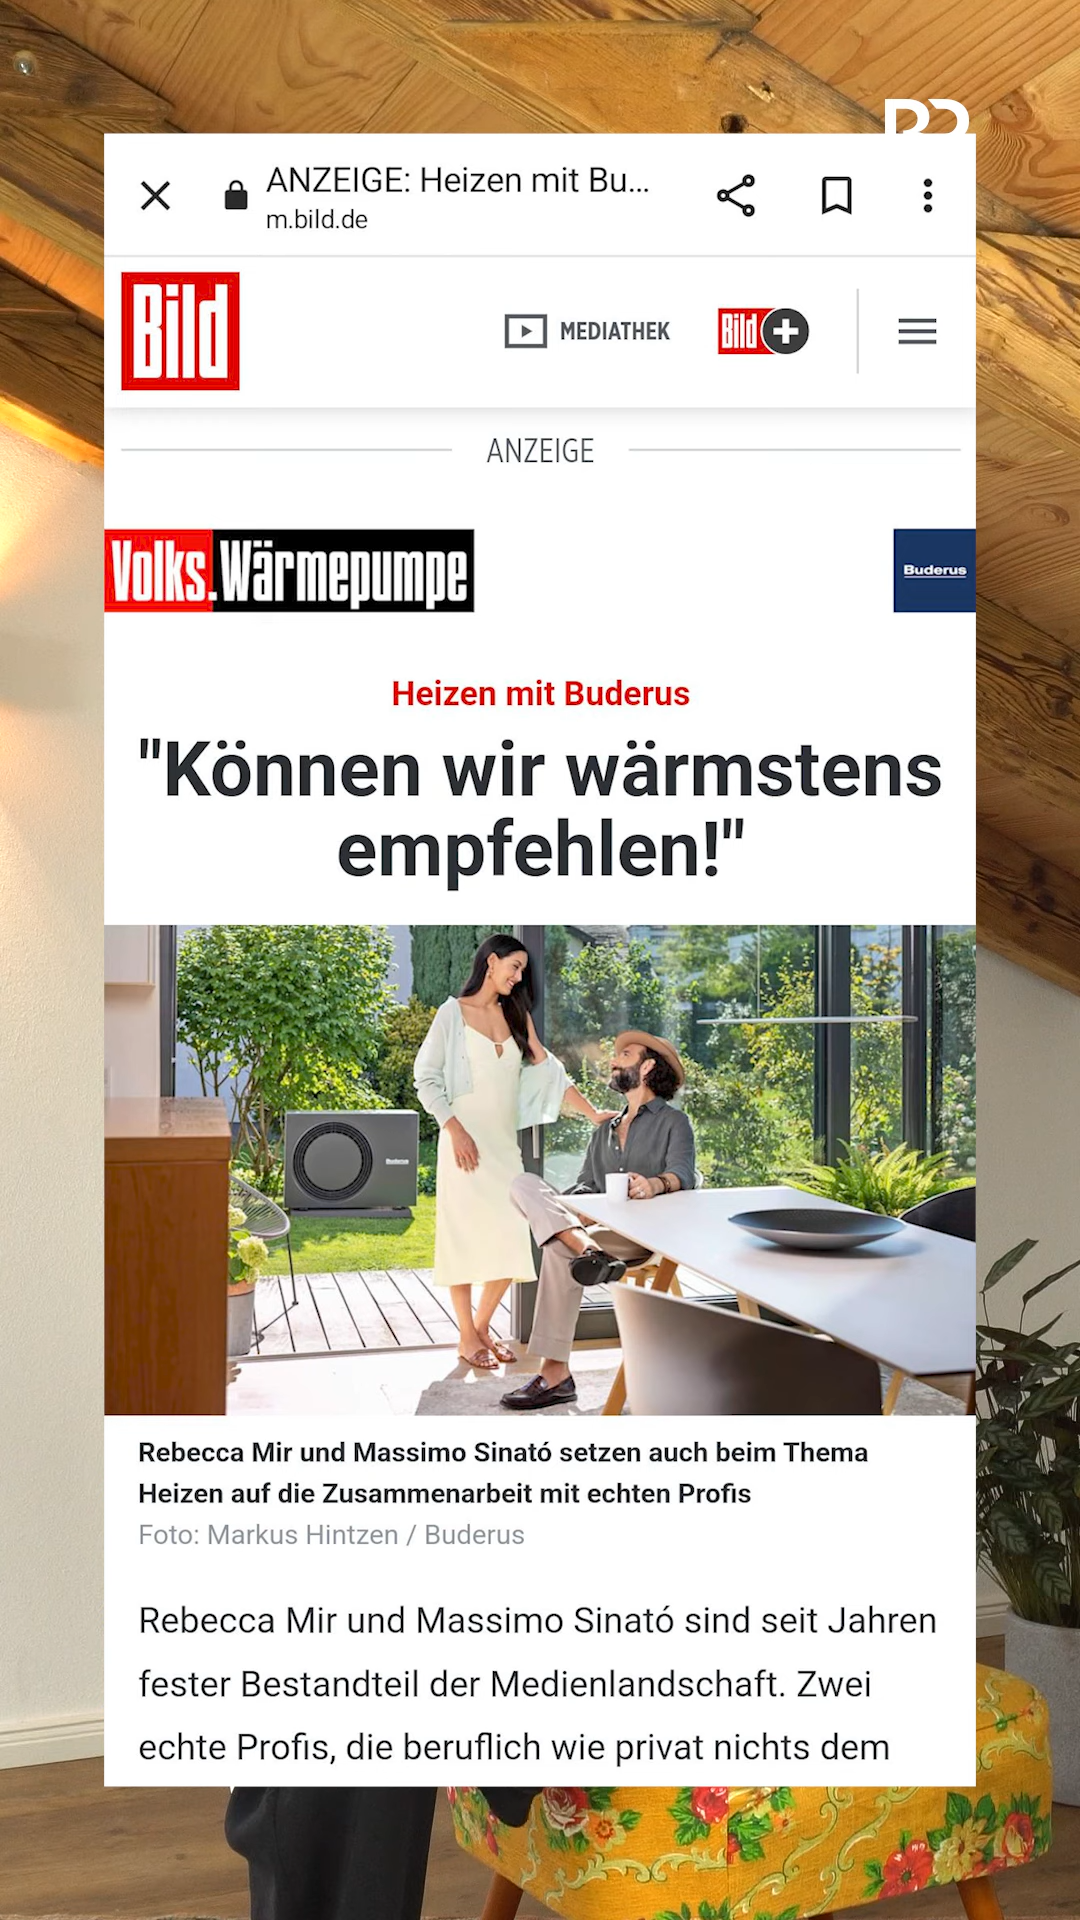 ANZEIGE: Heizen mit Bu...
m.bild.de
Bild
MEDIATHEK
Bild
ANZEIGE
Volks.Wärmepumpe
Buderus
Heizen mit Buderus
"Können wir wärmstens
empfehlen!"
Buderus
Rebecca Mir und Massimo Sinató setzen auch beim Thema
Heizen auf die Zusammenarbeit mit echten Profis
Foto: Markus Hintzen / Buderus
Rebecca Mir und Massimo Sinató sind seit Jahren
fester Bestandteil der Medienlandschaft. Zwei
echte Profis, die beruflich wie privat nichts dem